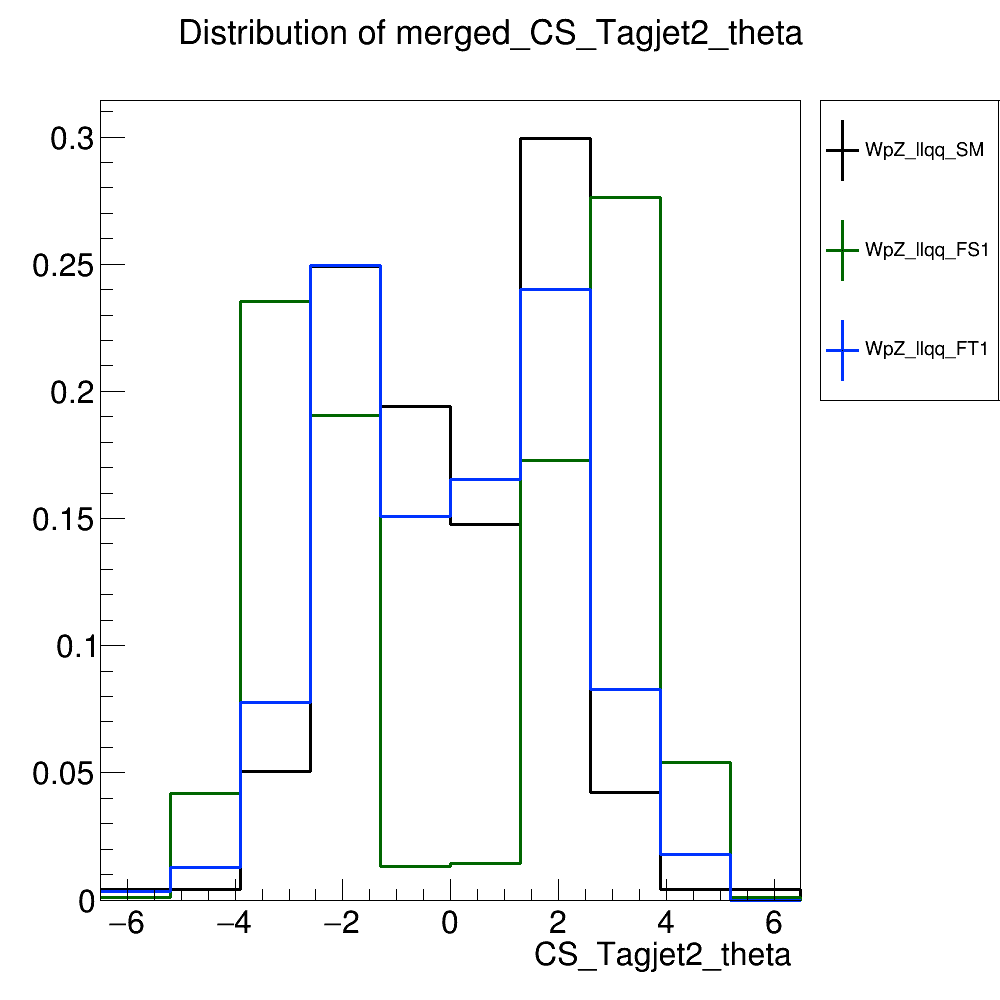 Distribution of merged_CS_Tagjet2_theta
0.3
0.25
0.2
0.15
0.1
0.05
0
−6 −4 −2 0 2 4 6
CS_Tagjet2_theta
WpZ_llqq_SM
WpZ_llqq_FS1
WpZ_llqq_FT1